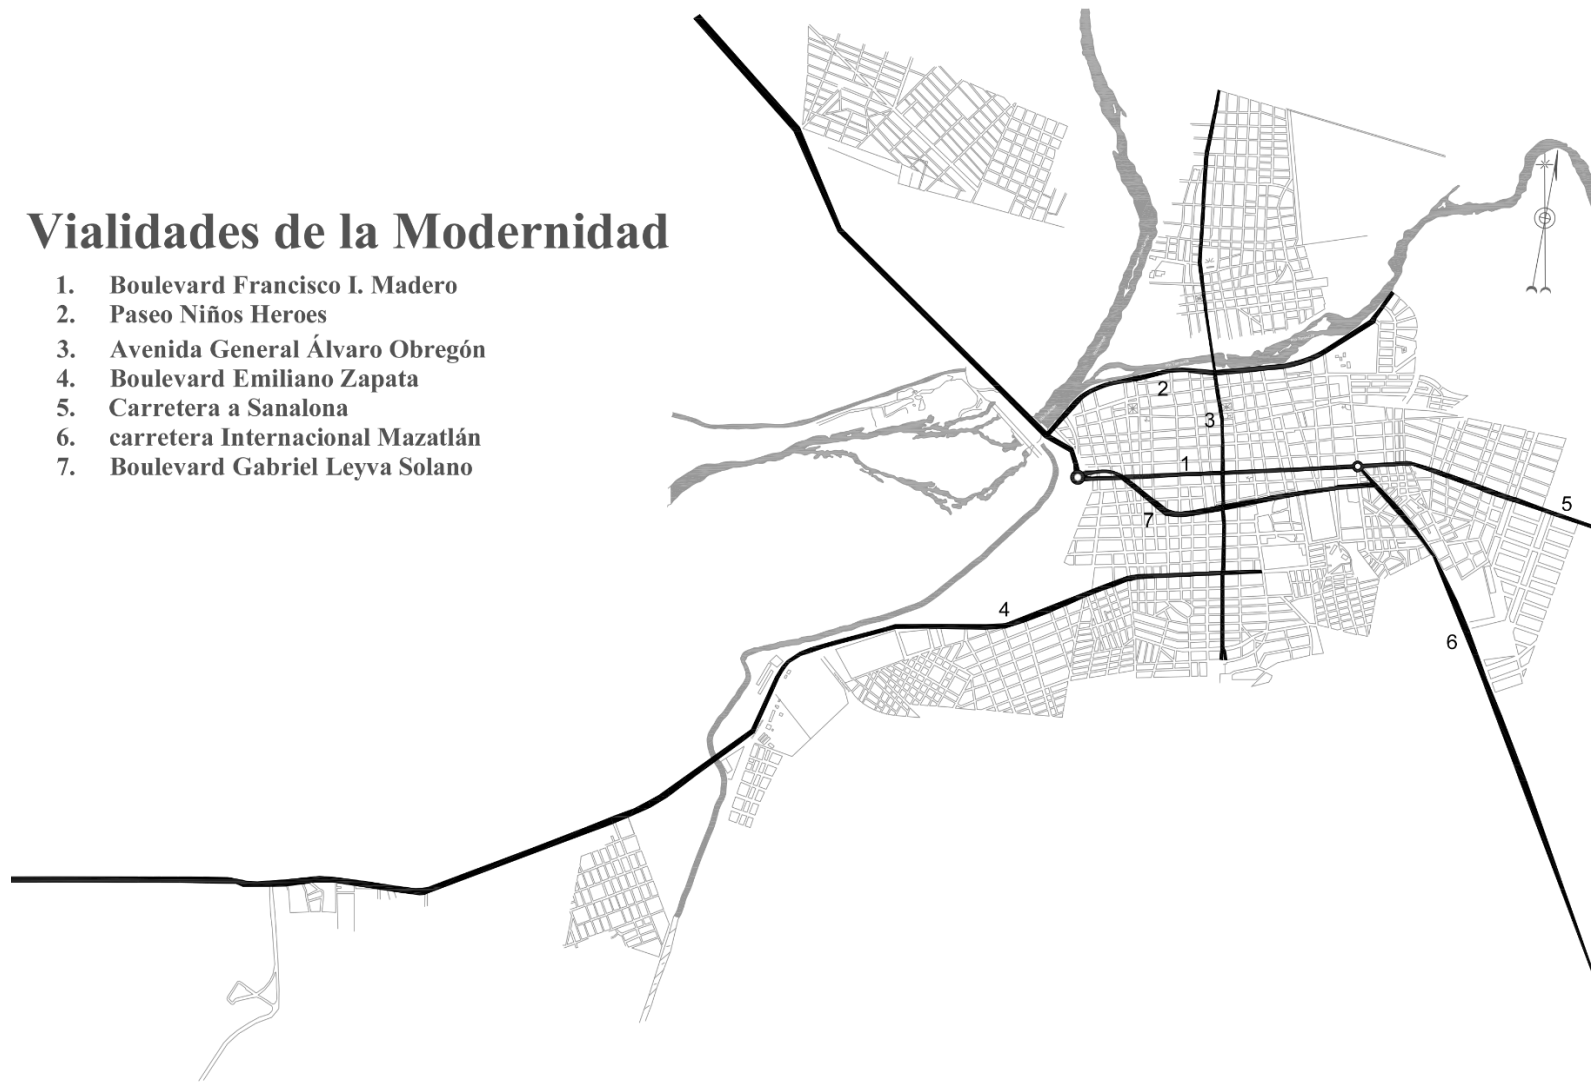 Vialidades de la Modernidad
1. Boulevard Francisco I. Madero
2. Paseo Niños Heroes
3. Avenida General Álvaro Obregón
4. Boulevard Emiliano Zapata
5. Carretera a Sanalona
6. carretera Internacional Mazatlán
7. Boulevard Gabriel Leyva Solano
2
3
1
7
5
4
6